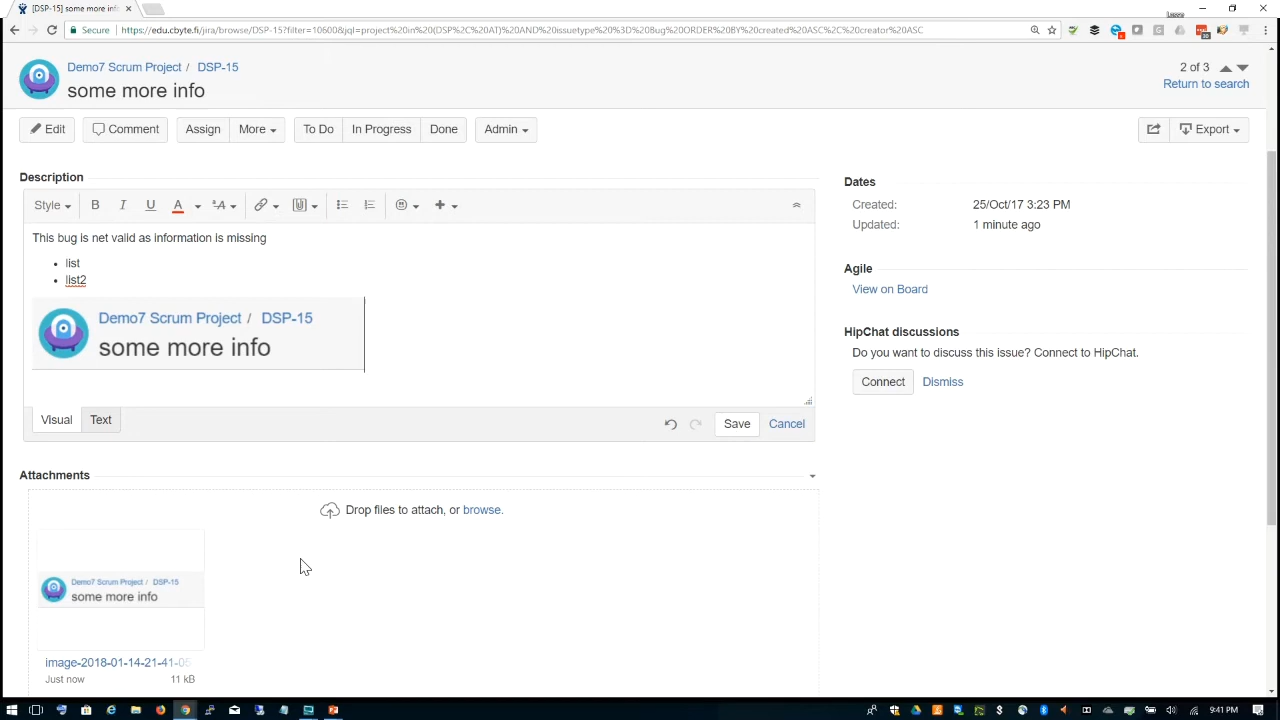 [DSP-15] some more info
Secure
https://edu.cbyte.fi/jira/browse/DSP-15?filter=10600&jql=project%20in%20(DSP%2C%20AT)%20AND%20issuetype%20%3D%20Bug%20ORDER%20BY%20created%20ASC%2C%20creator%20ASC
Demo7 Scrum Project / DSP-15
some more info
2 of 3
Return to search
Edit Comment Assign More To Do In Progress Done Admin Export
Description
Style B I U A
This bug is net valid as information is missing
• list
• list2
Demo7 Scrum Project / DSP-15
some more info
Visual Text Save Cancel
Dates
Created: 25/Oct/17 3:23 PM
Updated: 1 minute ago
Agile
View on Board
HipChat discussions
Do you want to discuss this issue? Connect to HipChat.
Connect Dismiss
Attachments
Drop files to attach, or browse.
Demo7 Scrum Project / DSP-15
some more info
image-2018-01-14-21-41-05
Just now 11 kB
9:41 PM